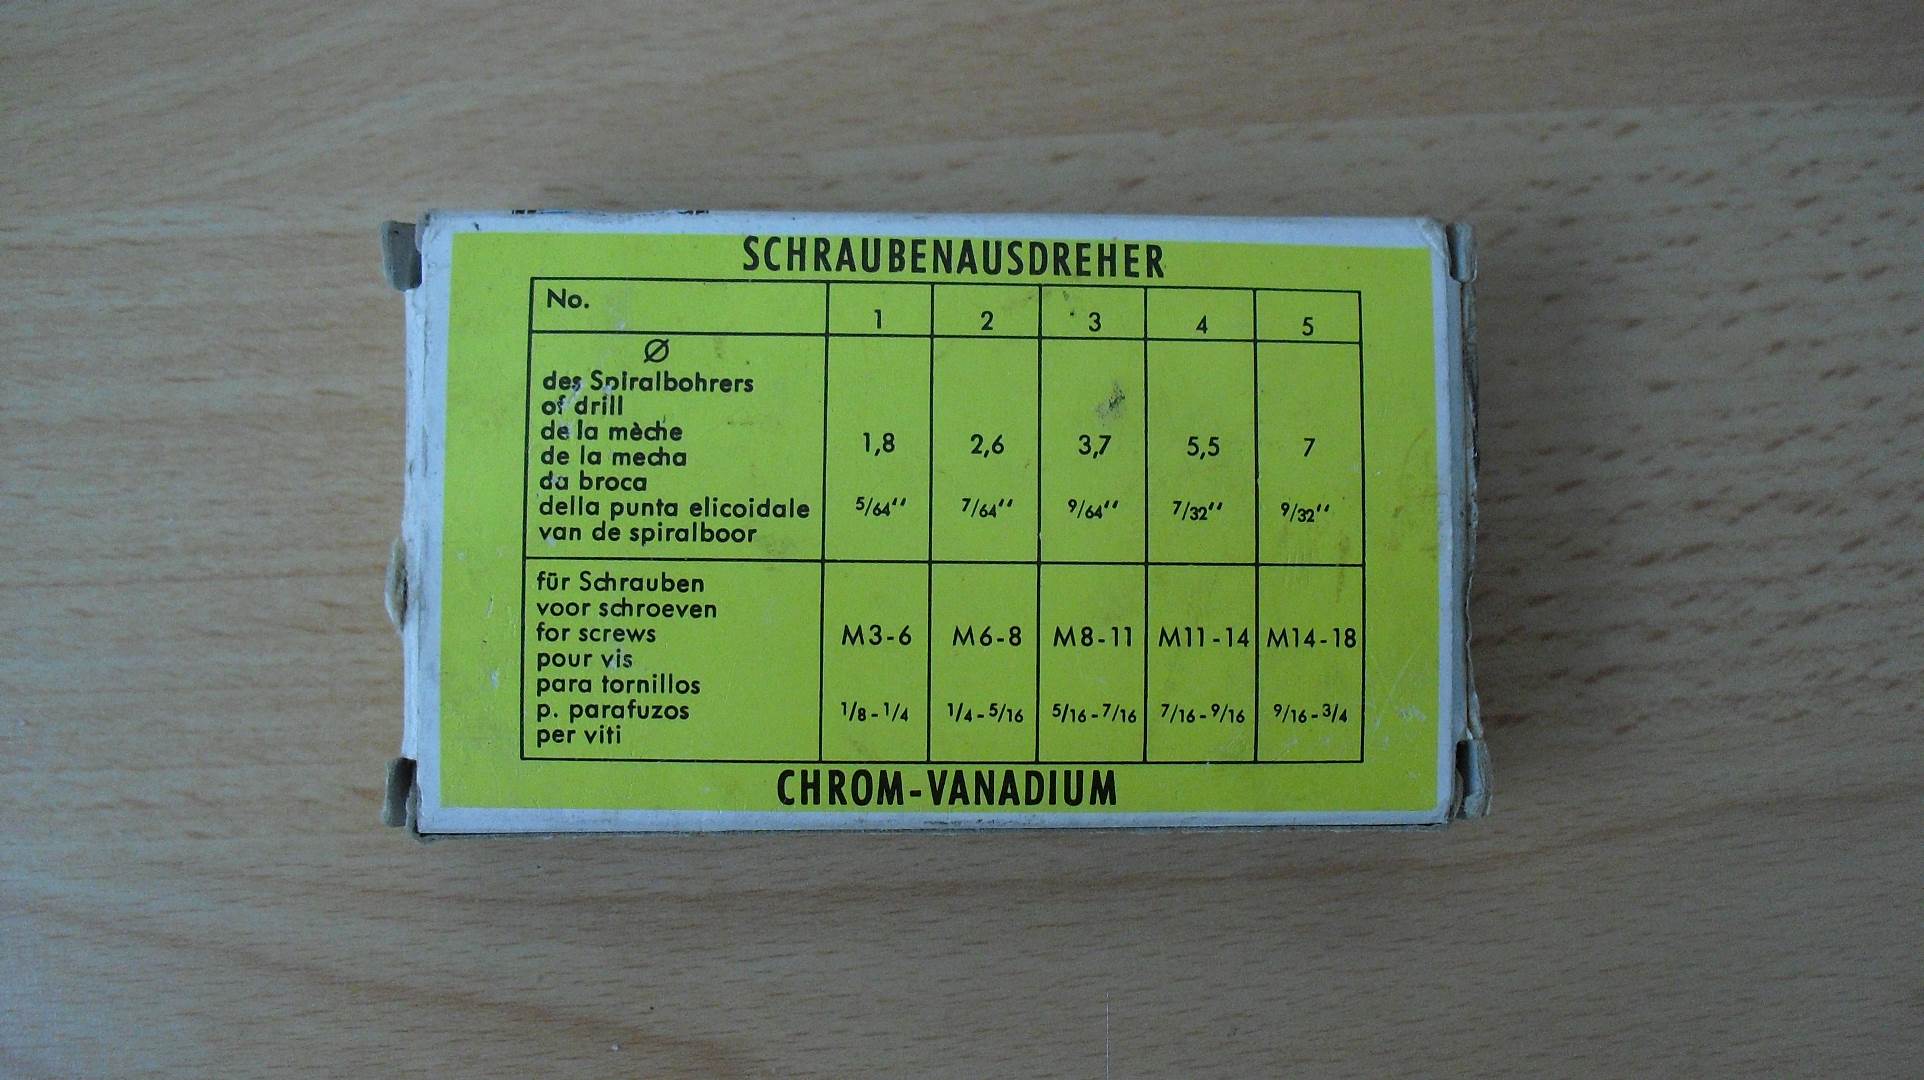 SCHRAUBENAUSDREHER
No. 1 2 3 4 5
Ø
des Spiralbohrers
of drill
de la mèche
de la mecha
da broca
della punta elicoidale
van de spiralboor
1,8 2,6 3,7 5,5 7
5/64'' 7/64'' 9/64'' 7/32'' 9/32''
für Schrauben
voor schroeven
for screws
pour vis
para tornillos
p. parafuzos
per viti
M3-6 M6-8 M8-11 M11-14 M14-18
1/8-1/4 1/4-5/16 5/16-7/16 7/16-9/16 9/16-3/4
CHROM-VANADIUM